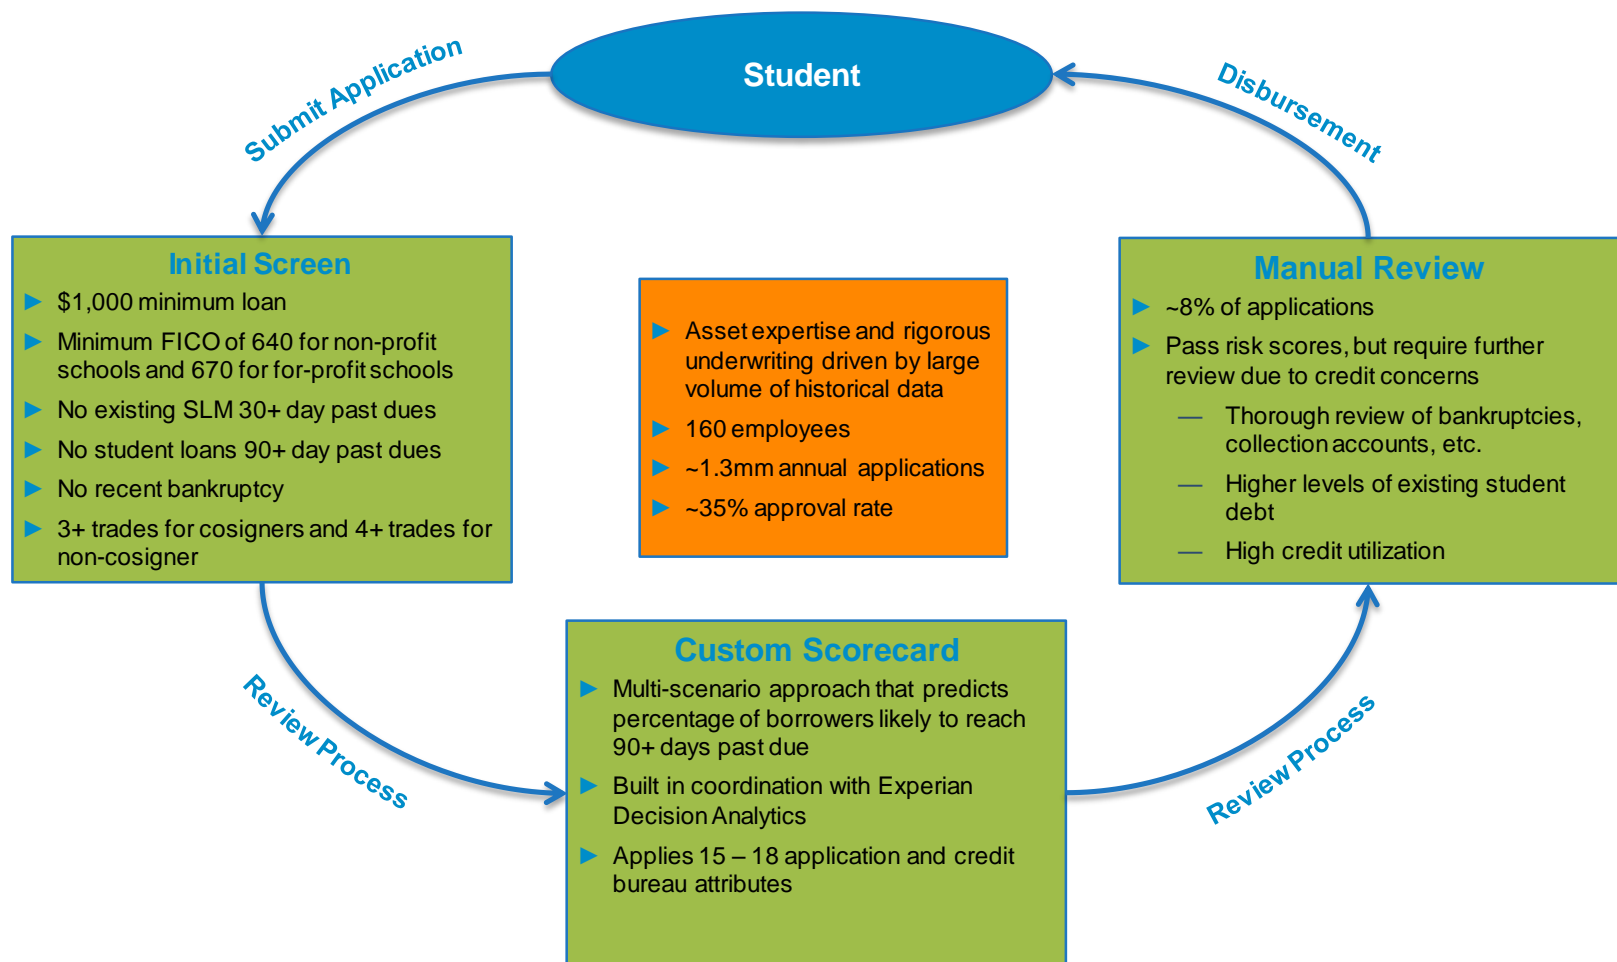 Student
Submit Application
Disbursement
Initial Screen
$1,000 minimum loan
Minimum FICO of 640 for non-profit
schools and 670 for for-profit schools
No existing SLM 30+ day past dues
No student loans 90+ day past dues
No recent bankruptcy
3+ trades for cosigners and 4+ trades for
non-cosigner
Asset expertise and rigorous
underwriting driven by large
volume of historical data
160 employees
~1.3mm annual applications
~35% approval rate
Manual Review
~8% of applications
Pass risk scores, but require further
review due to credit concerns
— Thorough review of bankruptcies,
collection accounts, etc.
— Higher levels of existing student
debt
— High credit utilization
Review Process
Custom Scorecard
Multi-scenario approach that predicts
percentage of borrowers likely to reach
90+ days past due
Built in coordination with Experian
Decision Analytics
Applies 15 – 18 application and credit
bureau attributes
Review Process